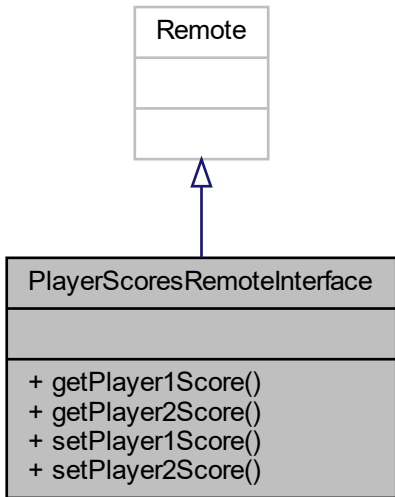 Remote
PlayerScoresRemoteInterface
+ getPlayer1Score()
+ getPlayer2Score()
+ setPlayer1Score()
+ setPlayer2Score()